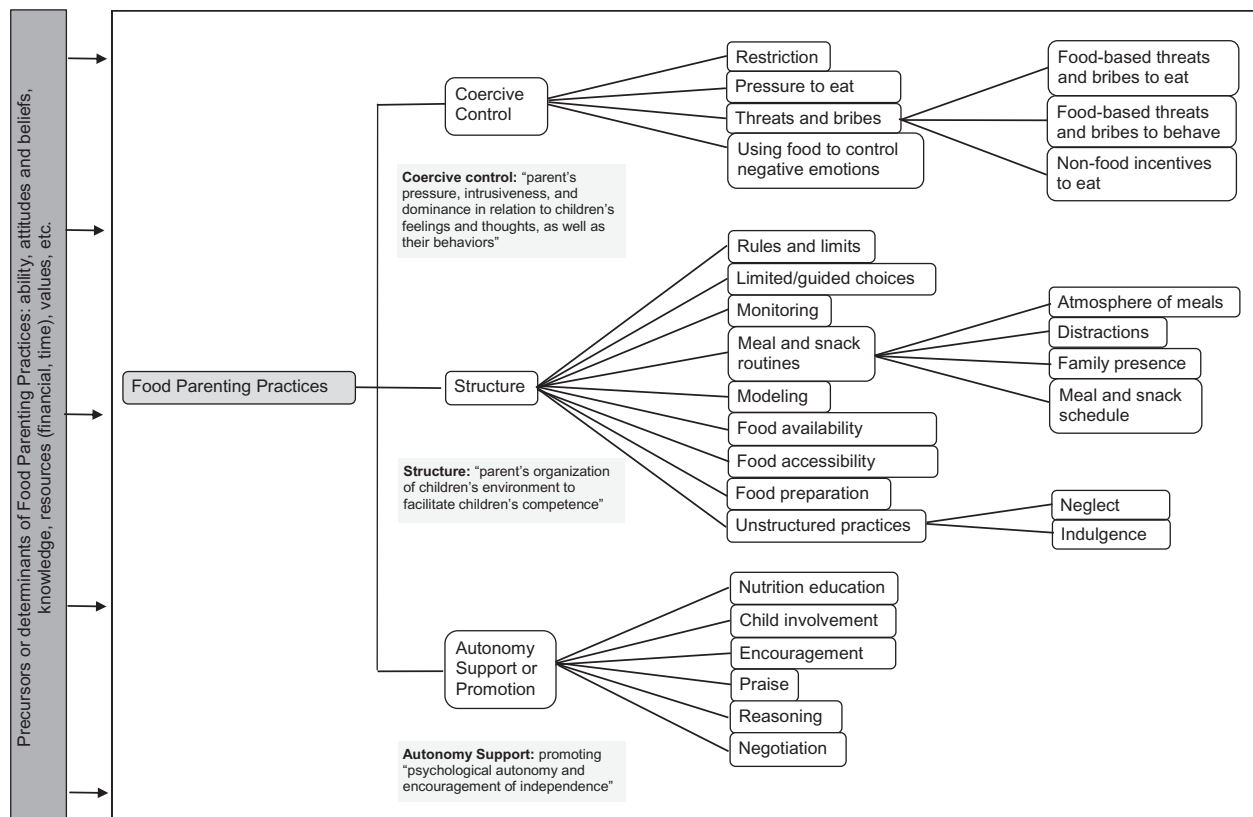 Precursors or determinants of Food Parenting Practices: ability, attitudes and beliefs,
knowledge, resources (financial, time), values, etc.
Food Parenting Practices
Coercive
Control
Restriction
Pressure to eat
Threats and bribes
Using food to control
negative emotions
Food-based threats
and bribes to eat
Food-based threats
and bribes to behave
Non-food incentives
to eat
Coercive control: “parent’s
pressure, intrusiveness, and
dominance in relation to children’s
feelings and thoughts, as well as
their behaviors”
Structure
Rules and limits
Limited/guided choices
Monitoring
Meal and snack
routines
Modeling
Food availability
Food accessibility
Food preparation
Unstructured practices
Atmosphere of meals
Distractions
Family presence
Meal and snack
schedule
Neglect
Indulgence
Structure: “parent’s organization
of children’s environment to
facilitate children’s competence”
Autonomy
Support or
Promotion
Nutrition education
Child involvement
Encouragement
Praise
Reasoning
Negotiation
Autonomy Support: promoting
“psychological autonomy and
encouragement of independence”